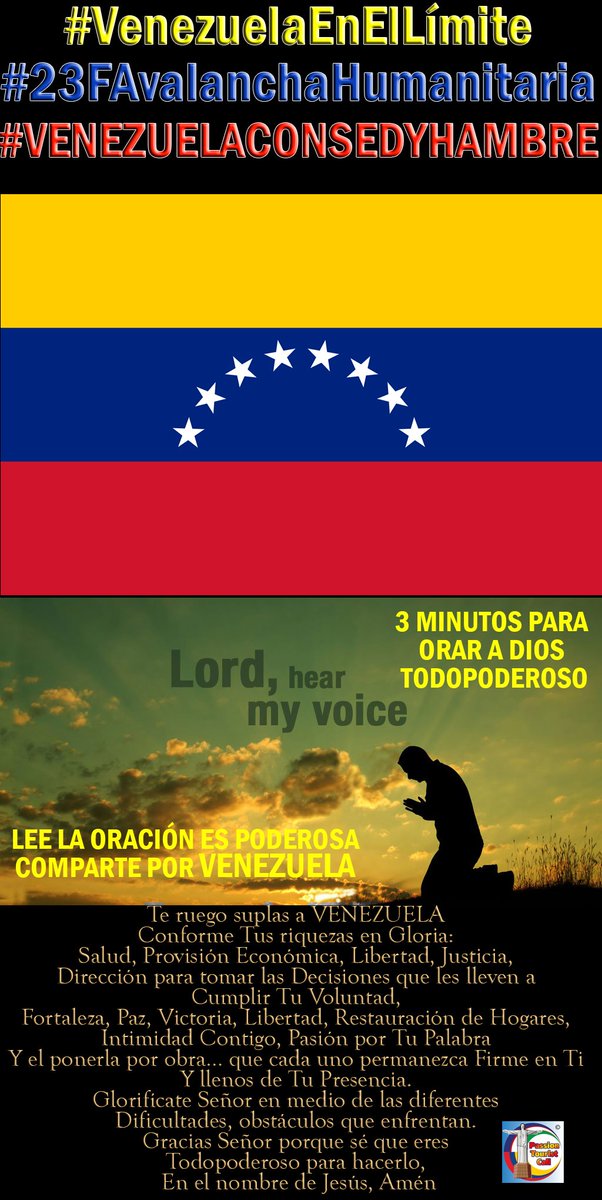 #VenezuelaEnElLímite
#23FAvalanchaHumanitaria
#VENEZUELACONSEDYHAMBRE
3 MINUTOS PARA
ORAR A DIOS
TODOPODEROSO
Lord, hear
my voice
LEE LA ORACIÓN ES PODEROSA
COMPARTE POR VENEZUELA
Te ruego suplas a VENEZUELA
Conforme Tus riquezas en Gloria:
Salud, Provisión Económica, Libertad, Justicia,
Dirección para tomar las Decisiones que les lleven a
Cumplir Tu Voluntad,
Fortaleza, Paz, Victoria, Libertad, Restauración de Hogares,
Intimidad Contigo, Pasión por Tu Palabra
Y el ponerla por obra... que cada uno permanezca Firme en Ti
Y llenos de Tu Presencia.
Glorificate Señor en medio de las diferentes
Dificultades, obstáculos que enfrentan.
Gracias Señor porque sé que eres
Todopoderoso para hacerlo,
En el nombre de Jesús, Amén
©
Passion
Tourist
Cali